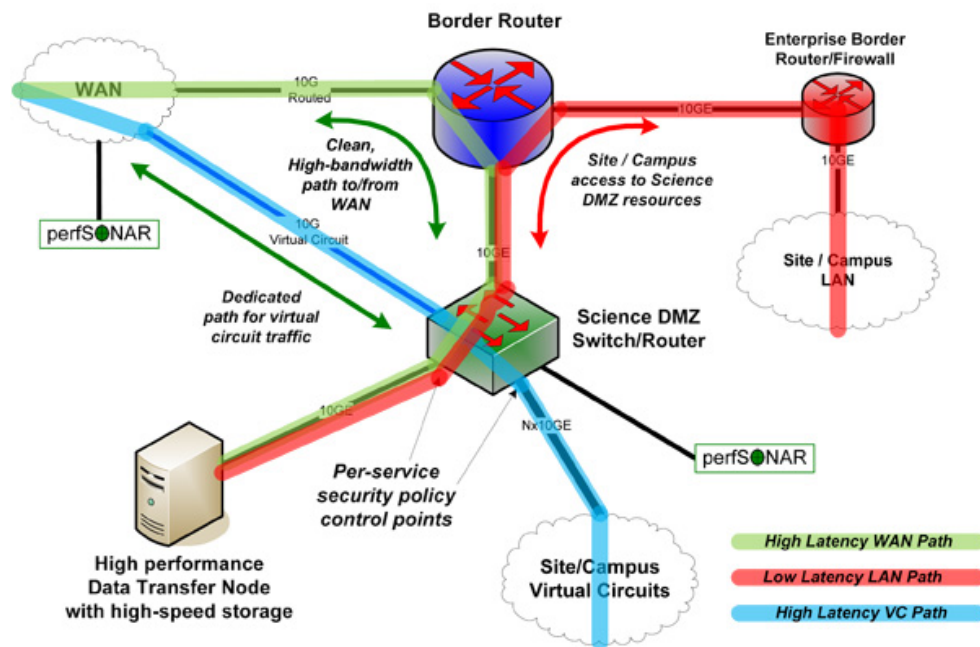 Border Router
Enterprise Border
Router/Firewall
WAN
10G
Routed
10GE
10GE
Clean,
High-bandwidth
path to/from
WAN
Site / Campus
access to Science
DMZ resources
perfSONAR
10G
Virtual Circuit
10GE
Site / Campus
LAN
Dedicated
path for virtual
circuit traffic
Science DMZ
Switch/Router
10GE
Nx10GE
perfSONAR
Per-service
security policy
control points
High performance
Data Transfer Node
with high-speed storage
Site/Campus
Virtual Circuits
High Latency WAN Path
Low Latency LAN Path
High Latency VC Path